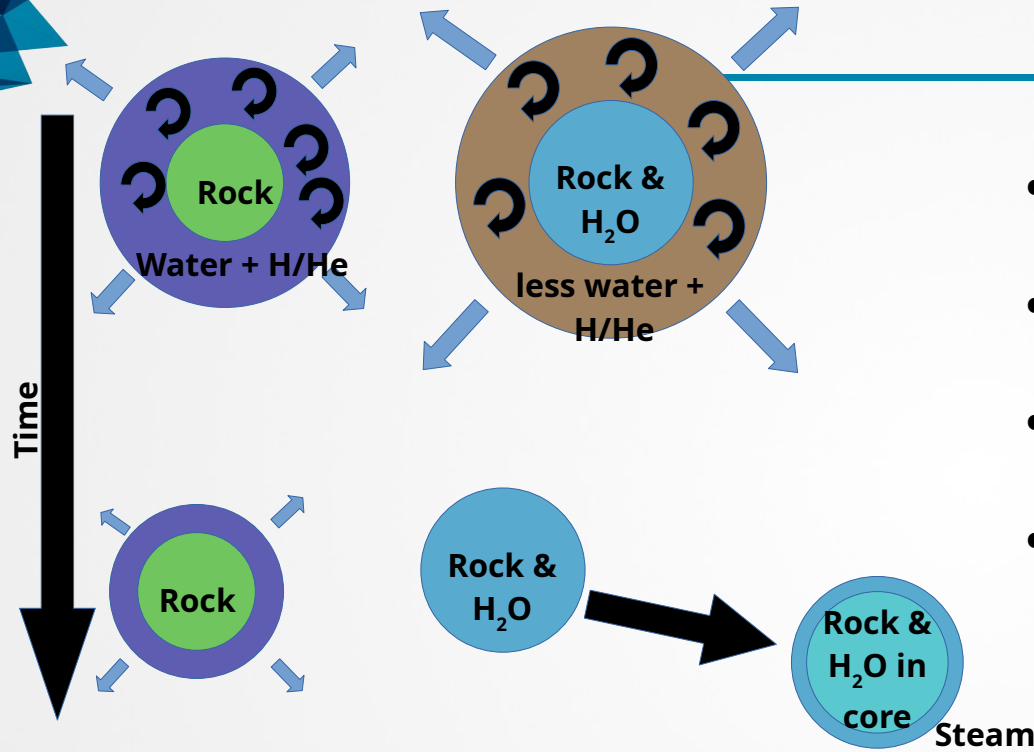 Rock
Water + H/He
Rock &
H₂O
less water +
H/He
Time
Rock
Rock &
H₂O
Rock &
H₂O in
core
Steam